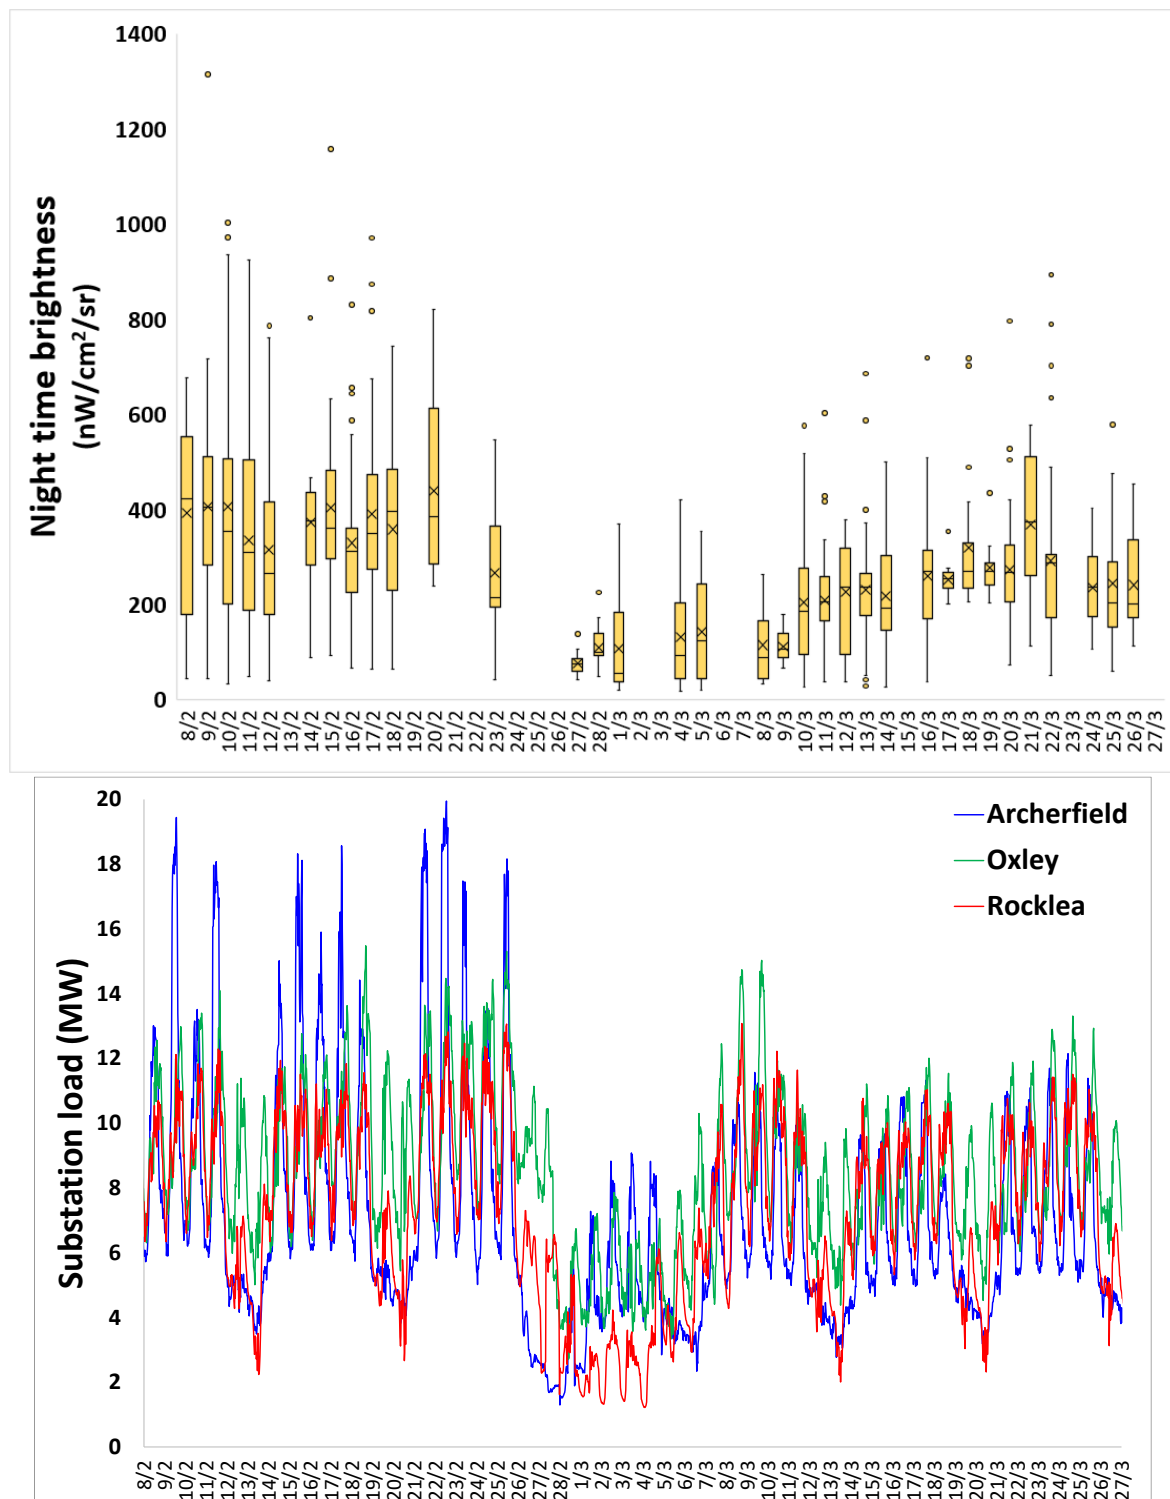 1400
1200
1000
800
600
400
200
0
Night time brightness
(nW/cm²/sr)
8/2 9/2 10/2 11/2 12/2 13/2 14/2 15/2 16/2 17/2 18/2 19/2 20/2 21/2 22/2 23/2 24/2 25/2 26/2 27/2 28/2 1/3 2/3 3/3 4/3 5/3 6/3 7/3 8/3 9/3 10/3 11/3 12/3 13/3 14/3 15/3 16/3 17/3 18/3 19/3 20/3 21/3 22/3 23/3 24/3 25/3 26/3 27/3
20
18
16
14
12
10
8
6
4
2
0
Substation load (MW)
Archerfield
Oxley
Rocklea
8/2 9/2 10/2 11/2 12/2 13/2 14/2 15/2 16/2 17/2 18/2 19/2 20/2 21/2 22/2 23/2 24/2 25/2 26/2 27/2 28/2 1/3 2/3 3/3 4/3 5/3 6/3 7/3 8/3 9/3 10/3 11/3 12/3 13/3 14/3 15/3 16/3 17/3 18/3 19/3 20/3 21/3 22/3 23/3 24/3 25/3 26/3 27/3